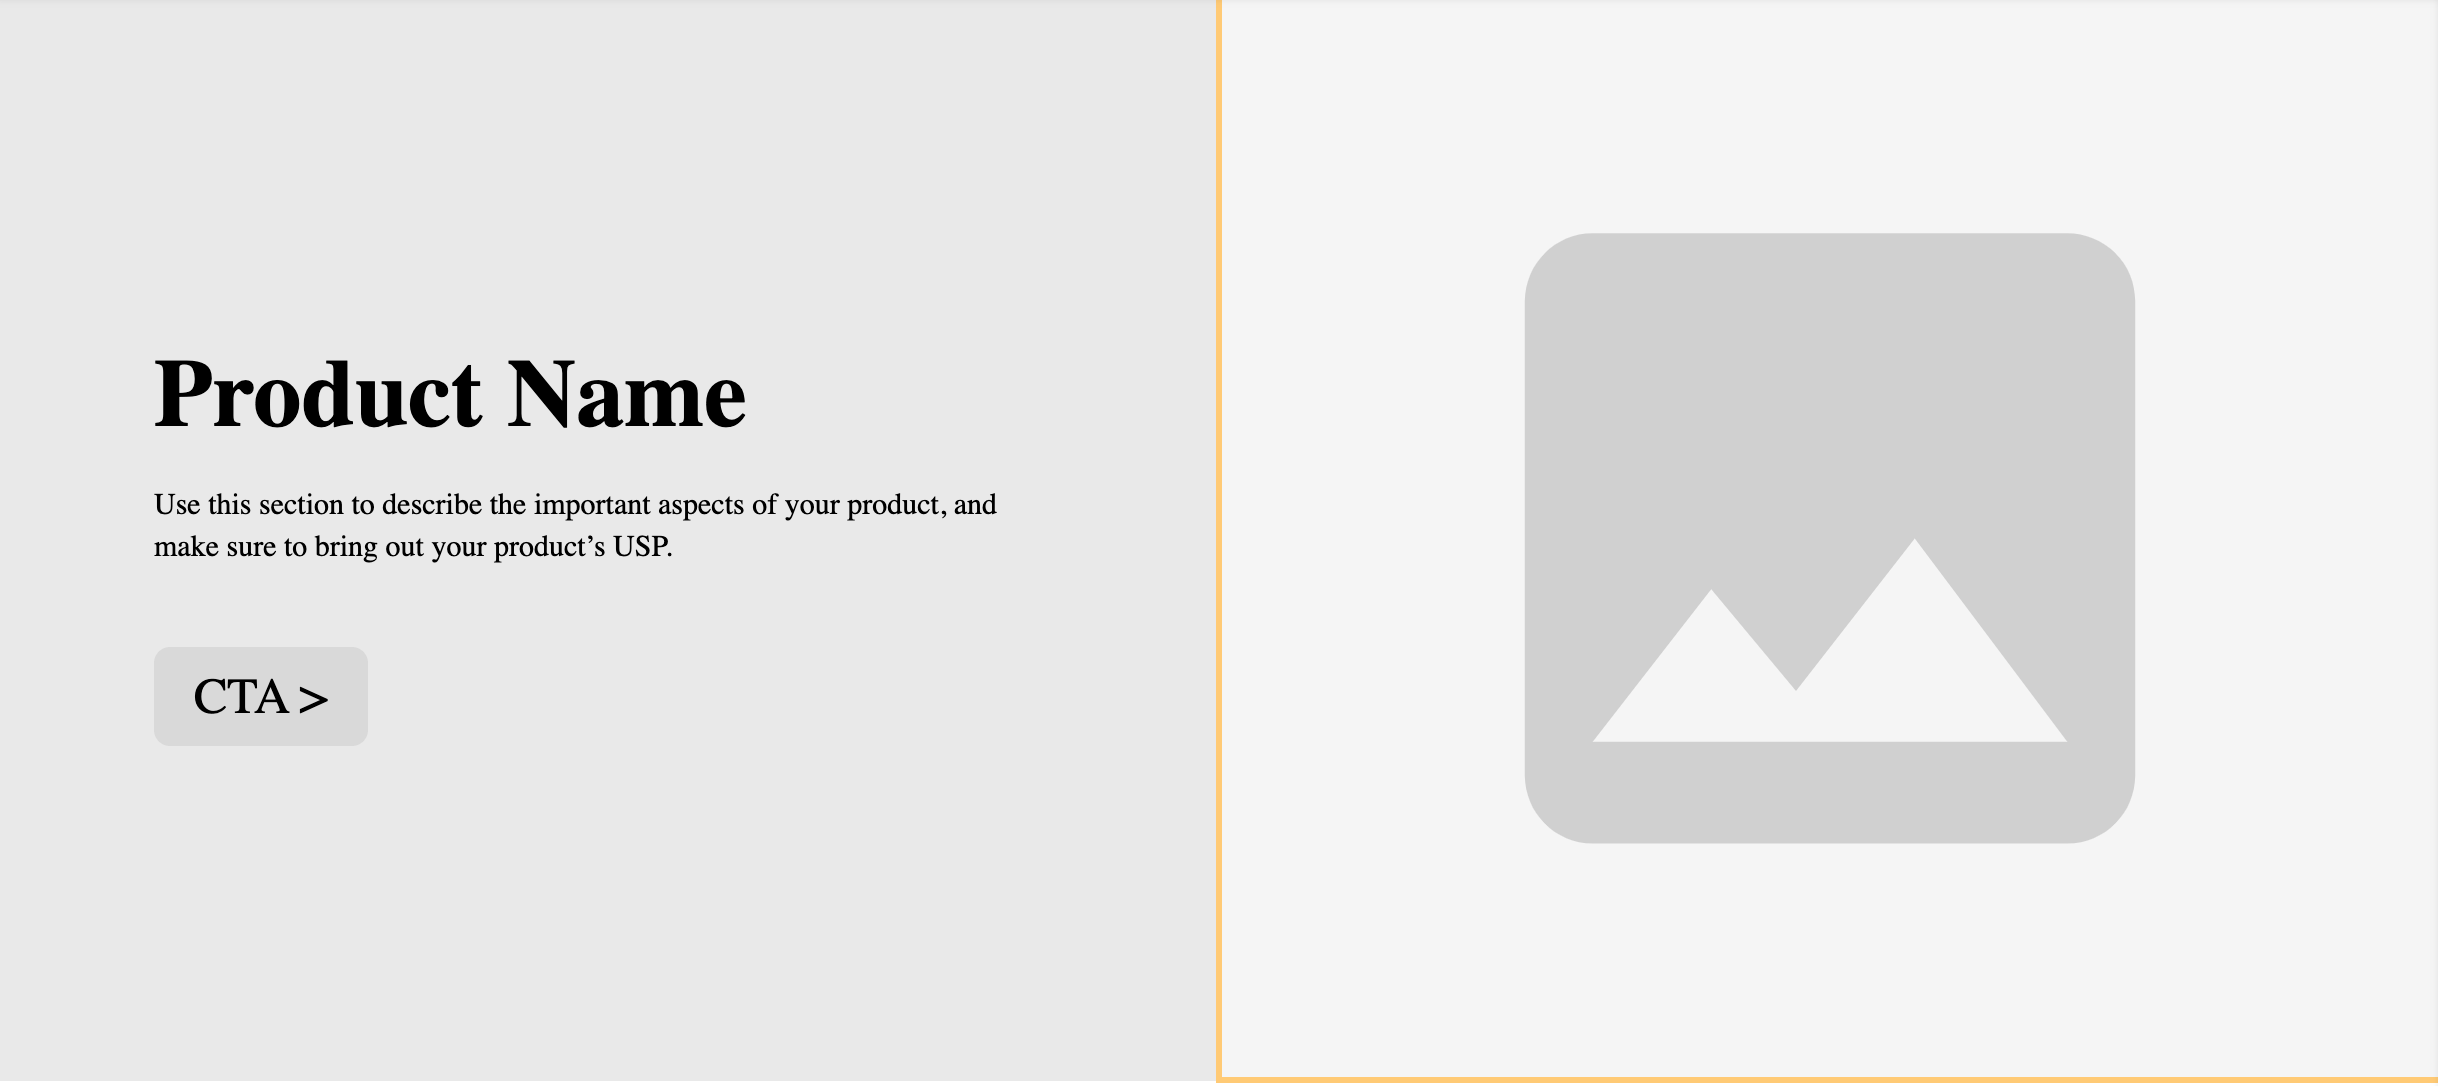 Product Name
Use this section to describe the important aspects of your product, and
make sure to bring out your product’s USP.
CTA >